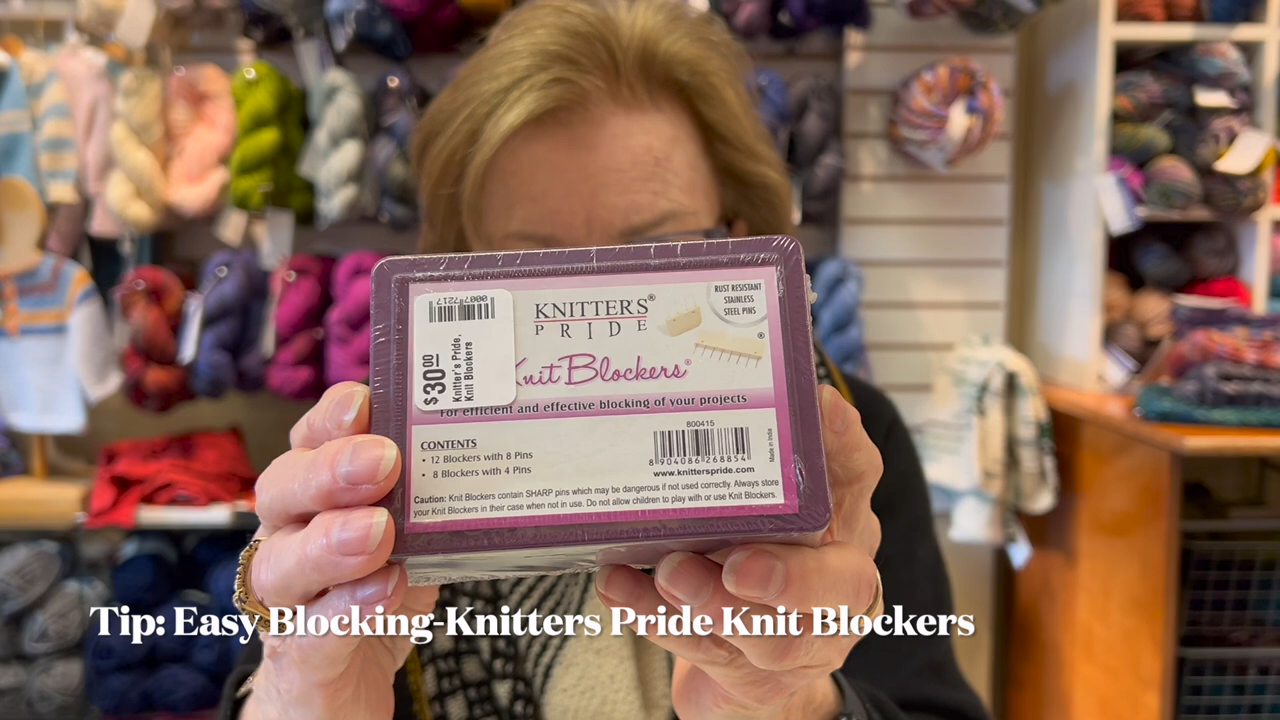 0007-7217
$30.00
Knitter's Pride,
Knit Blockers
KNITTER'S®
PRIDE
RUST RESISTANT
STAINLESS
STEEL PINS
®
Knit Blockers®
For efficient and effective blocking of your projects
CONTENTS
• 12 Blockers with 8 Pins
• 8 Blockers with 4 Pins
800415
8 904086 268854
www.knitterspride.com
Made in India
Caution: Knit Blockers contain SHARP pins which may be dangerous if not used correctly. Always store
your Knit Blockers in their case when not in use. Do not allow children to play with or use Knit Blockers.
Tip: Easy Blocking-Knitters Pride Knit Blockers